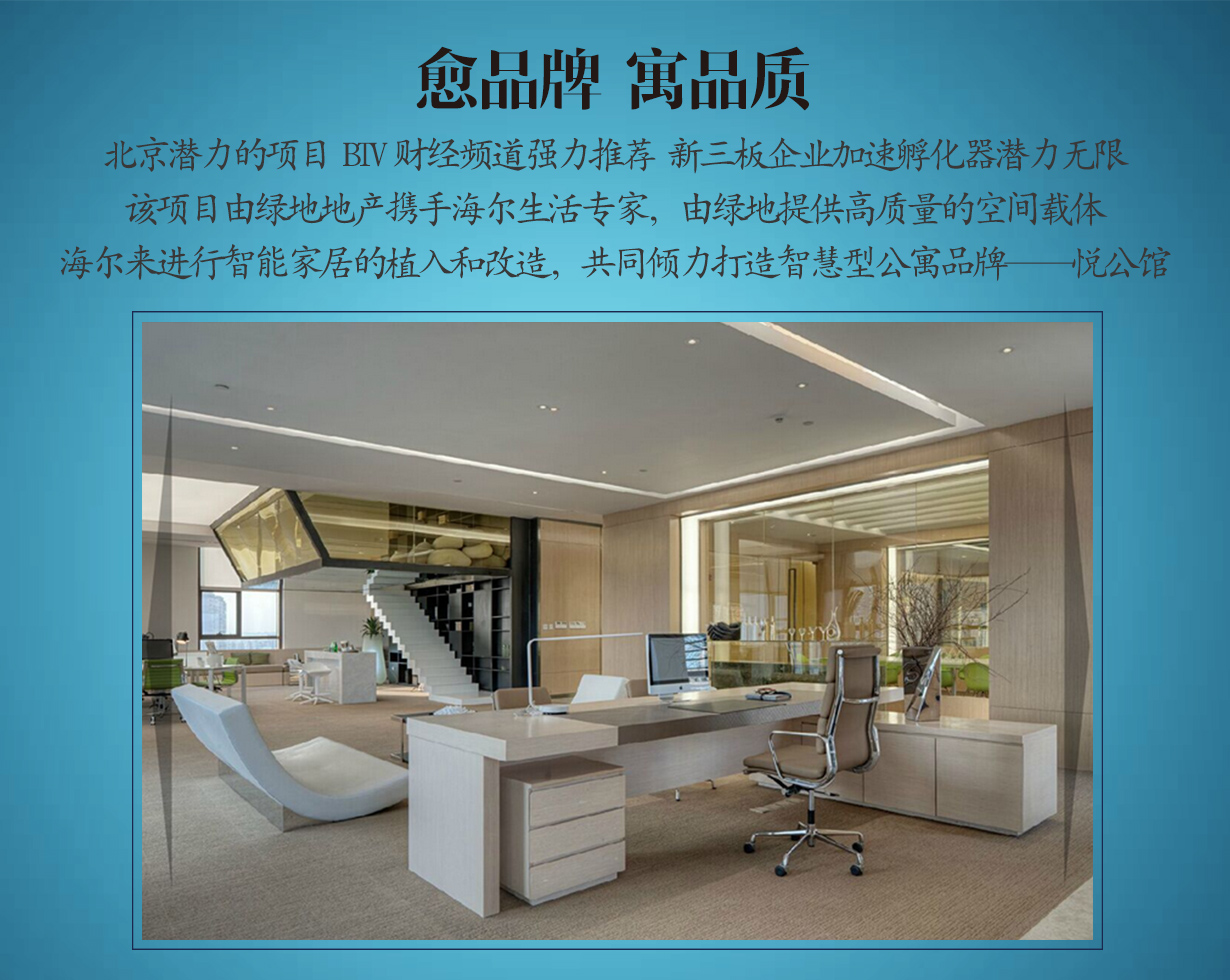 愈品牌 寓品质
北京潜力的项目 BTV 财经频道强力推荐 新三板企业加速孵化器潜力无限
该项目由绿地地产携手海尔生活专家，由绿地提供高质量的空间载体
海尔来进行智能家居的植入和改造，共同倾力打造智慧型公寓品牌——悦公馆